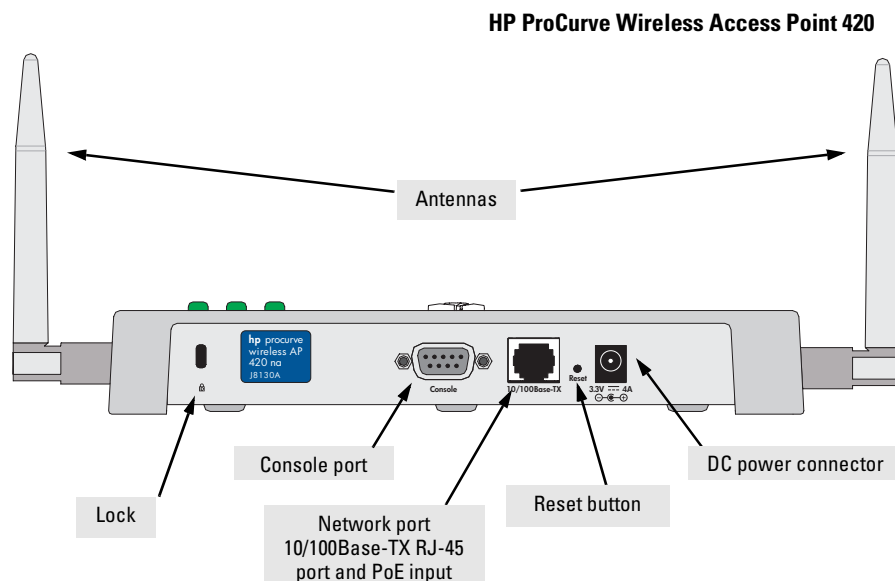 HP ProCurve Wireless Access Point 420
Antennas
hp procurve
wireless AP
420 na
J8130A
Console
10/100Base-TX
Reset
3.3V ⎓ 4A
Console port
DC power connector
Lock
Reset button
Network port
10/100Base-TX RJ-45
port and PoE input